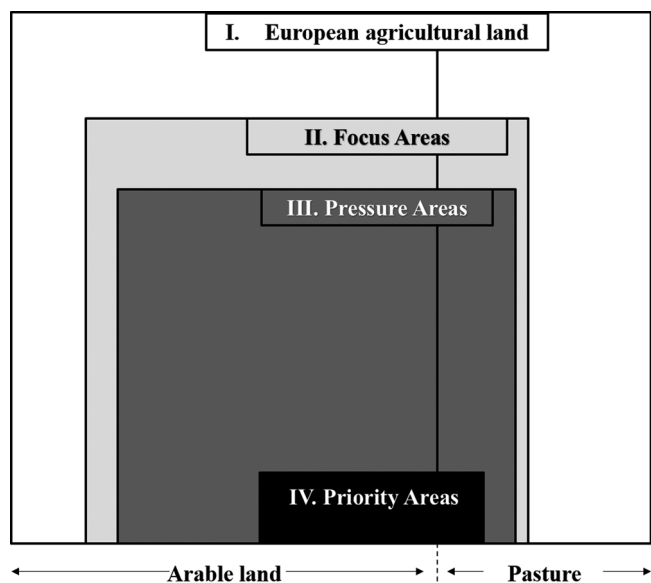 I. European agricultural land
II. Focus Areas
III. Pressure Areas
IV. Priority Areas
Arable land
Pasture